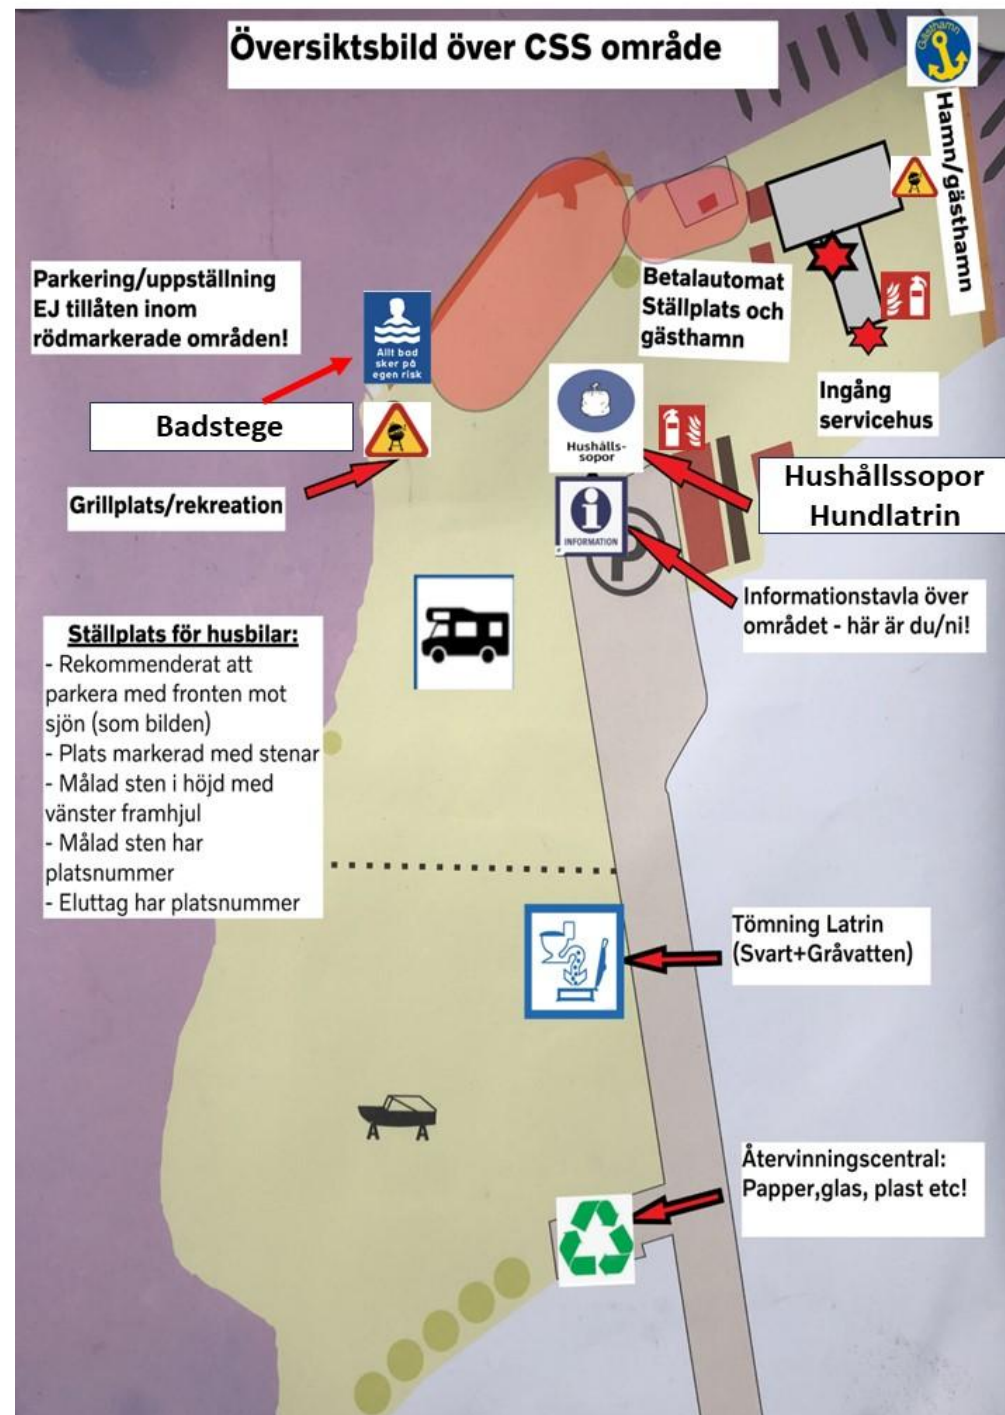 Översiktsbild över CSS område
Gästhamn
Hamn/gästhamn
Parkering/uppställning
EJ tillåten inom
rödmarkerade områden!
Allt bad
sker på
egen risk
Badstege
Grillplats/rekreation
Betalautomat
Ställplats och
gästhamn
Ingång
servicehus
Hushålls-
sopor
Hushållssopor
Hundlatrin
i
INFORMATION
P
Informationstavla över
området - här är du/ni!
Ställplats för husbilar:
- Rekommenderat att
parkera med fronten mot
sjön (som bilden)
- Plats markerad med stenar
- Målad sten i höjd med
vänster framhjul
- Målad sten har
platsnummer
- Eluttag har platsnummer
Tömning Latrin
(Svart+Gråvatten)
Återvinningscentral:
Papper,glas, plast etc!